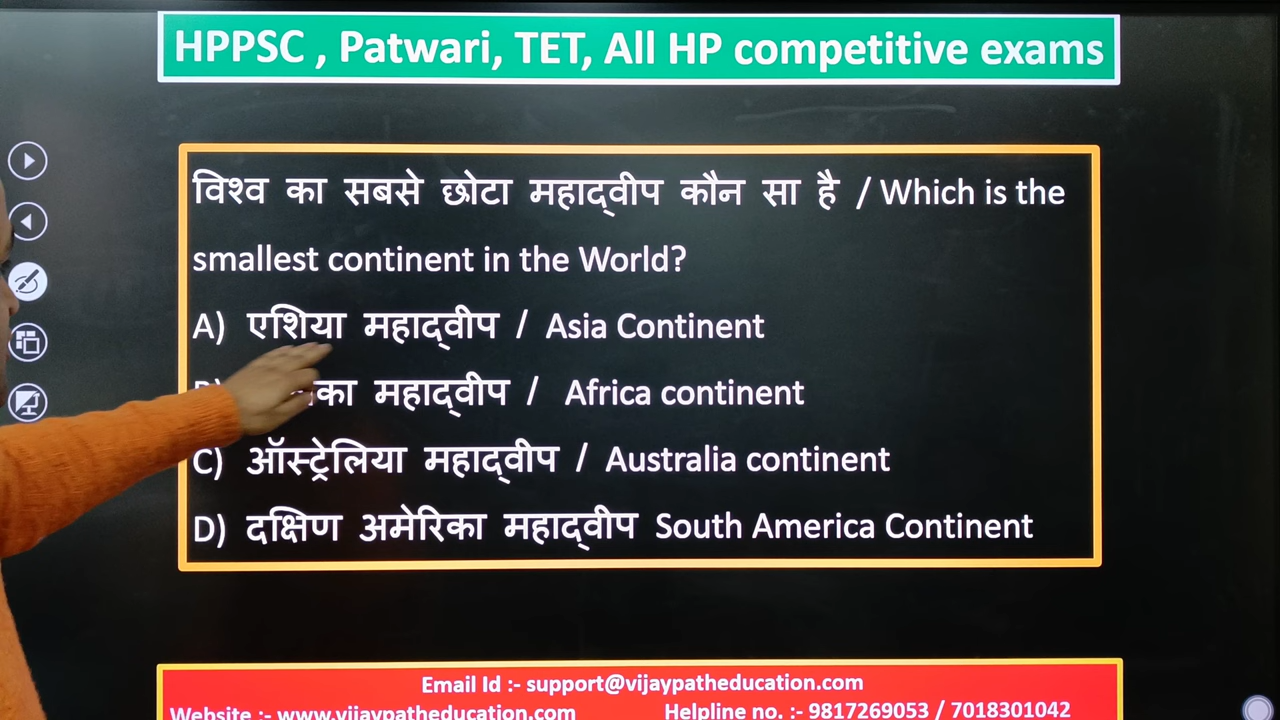 HPPSC , Patwari, TET, All HP competitive exams
विश्व का सबसे छोटा महाद्वीप कौन सा है / Which is the
smallest continent in the World?
A) एशिया महाद्वीप / Asia Continent
महाद्वीप / Africa continent
C) ऑस्ट्रेलिया महाद्वीप / Australia continent
D) दक्षिण अमेरिका महाद्वीप South America Continent
Email Id :- support@vijaypatheducation.com
Website :- www.vijaypatheducation.com Helpline no. :- 9817269053 / 7018301042